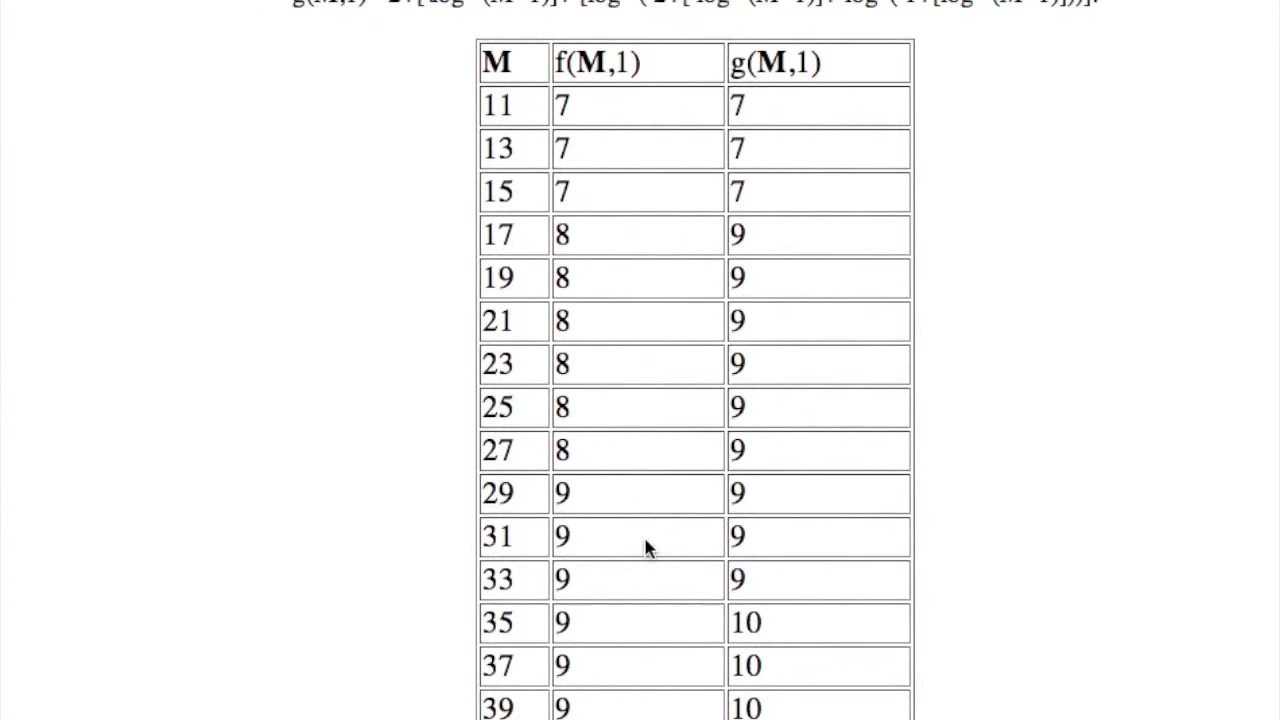 M f(M,1) g(M,1)
11 7 7
13 7 7
15 7 7
17 8 9
19 8 9
21 8 9
23 8 9
25 8 9
27 8 9
29 9 9
31 9 9
33 9 9
35 9 10
37 9 10
39 9 10